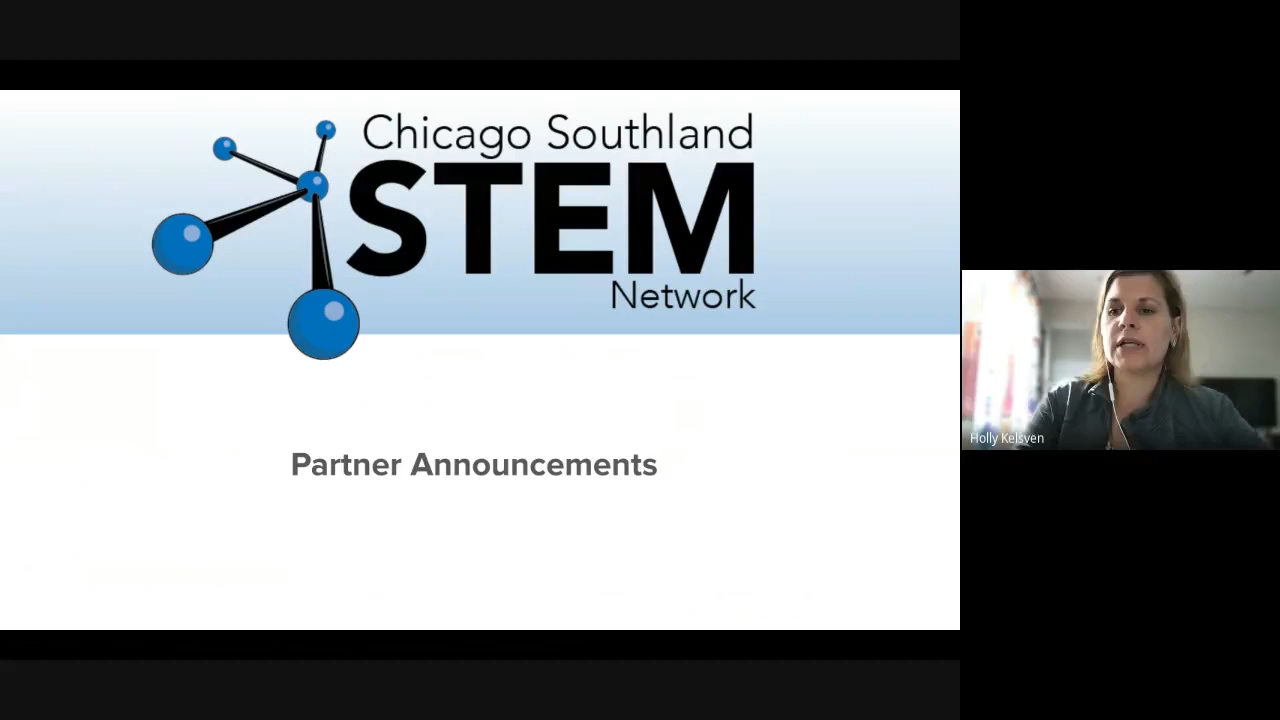 Chicago Southland
STEM
Network
Partner Announcements
Holly Kelsven